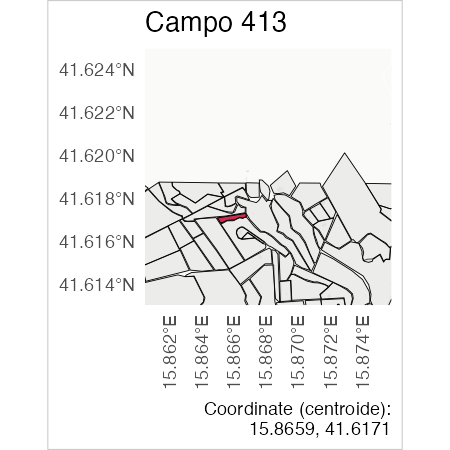 Campo 413
41.624°N
41.622°N
41.620°N
41.618°N
41.616°N
41.614°N
15.862°E
15.864°E
15.866°E
15.868°E
15.870°E
15.872°E
15.874°E
Coordinate (centroide):
15.8659, 41.6171